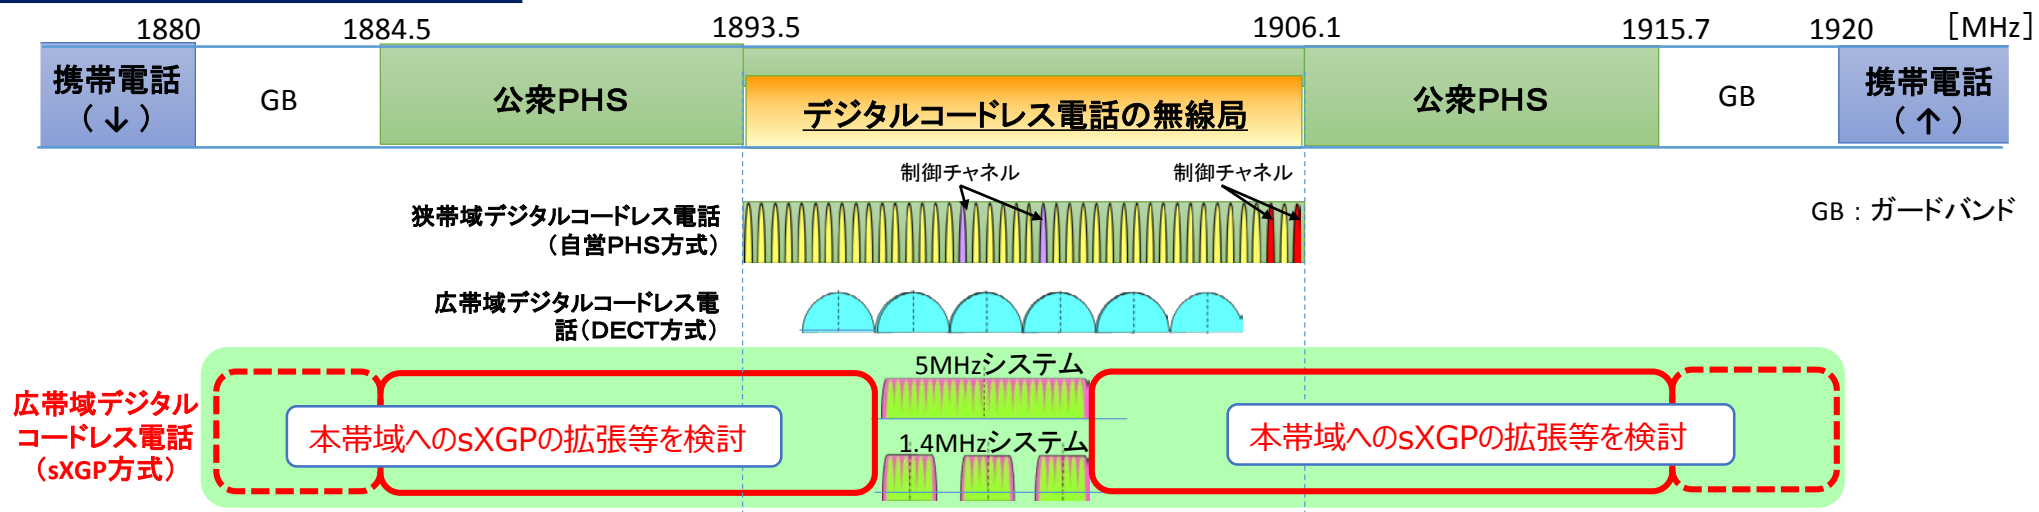 1880 1884.5 1893.5 1906.1 1915.7 1920 [MHz]
携帯電話
(↓)
GB
公衆PHS
デジタルコードレス電話の無線局
公衆PHS
GB
携帯電話
(↑)
制御チャネル
制御チャネル
狭帯域デジタルコードレス電話
(自営PHS方式)
GB:ガードバンド
広帯域デジタルコードレス電
話(DECT方式)
5MHzシステム
広帯域デジタル
コードレス電話
(sXGP方式)
本帯域へのsXGPの拡張等を検討
1.4MHzシステム
本帯域へのsXGPの拡張等を検討